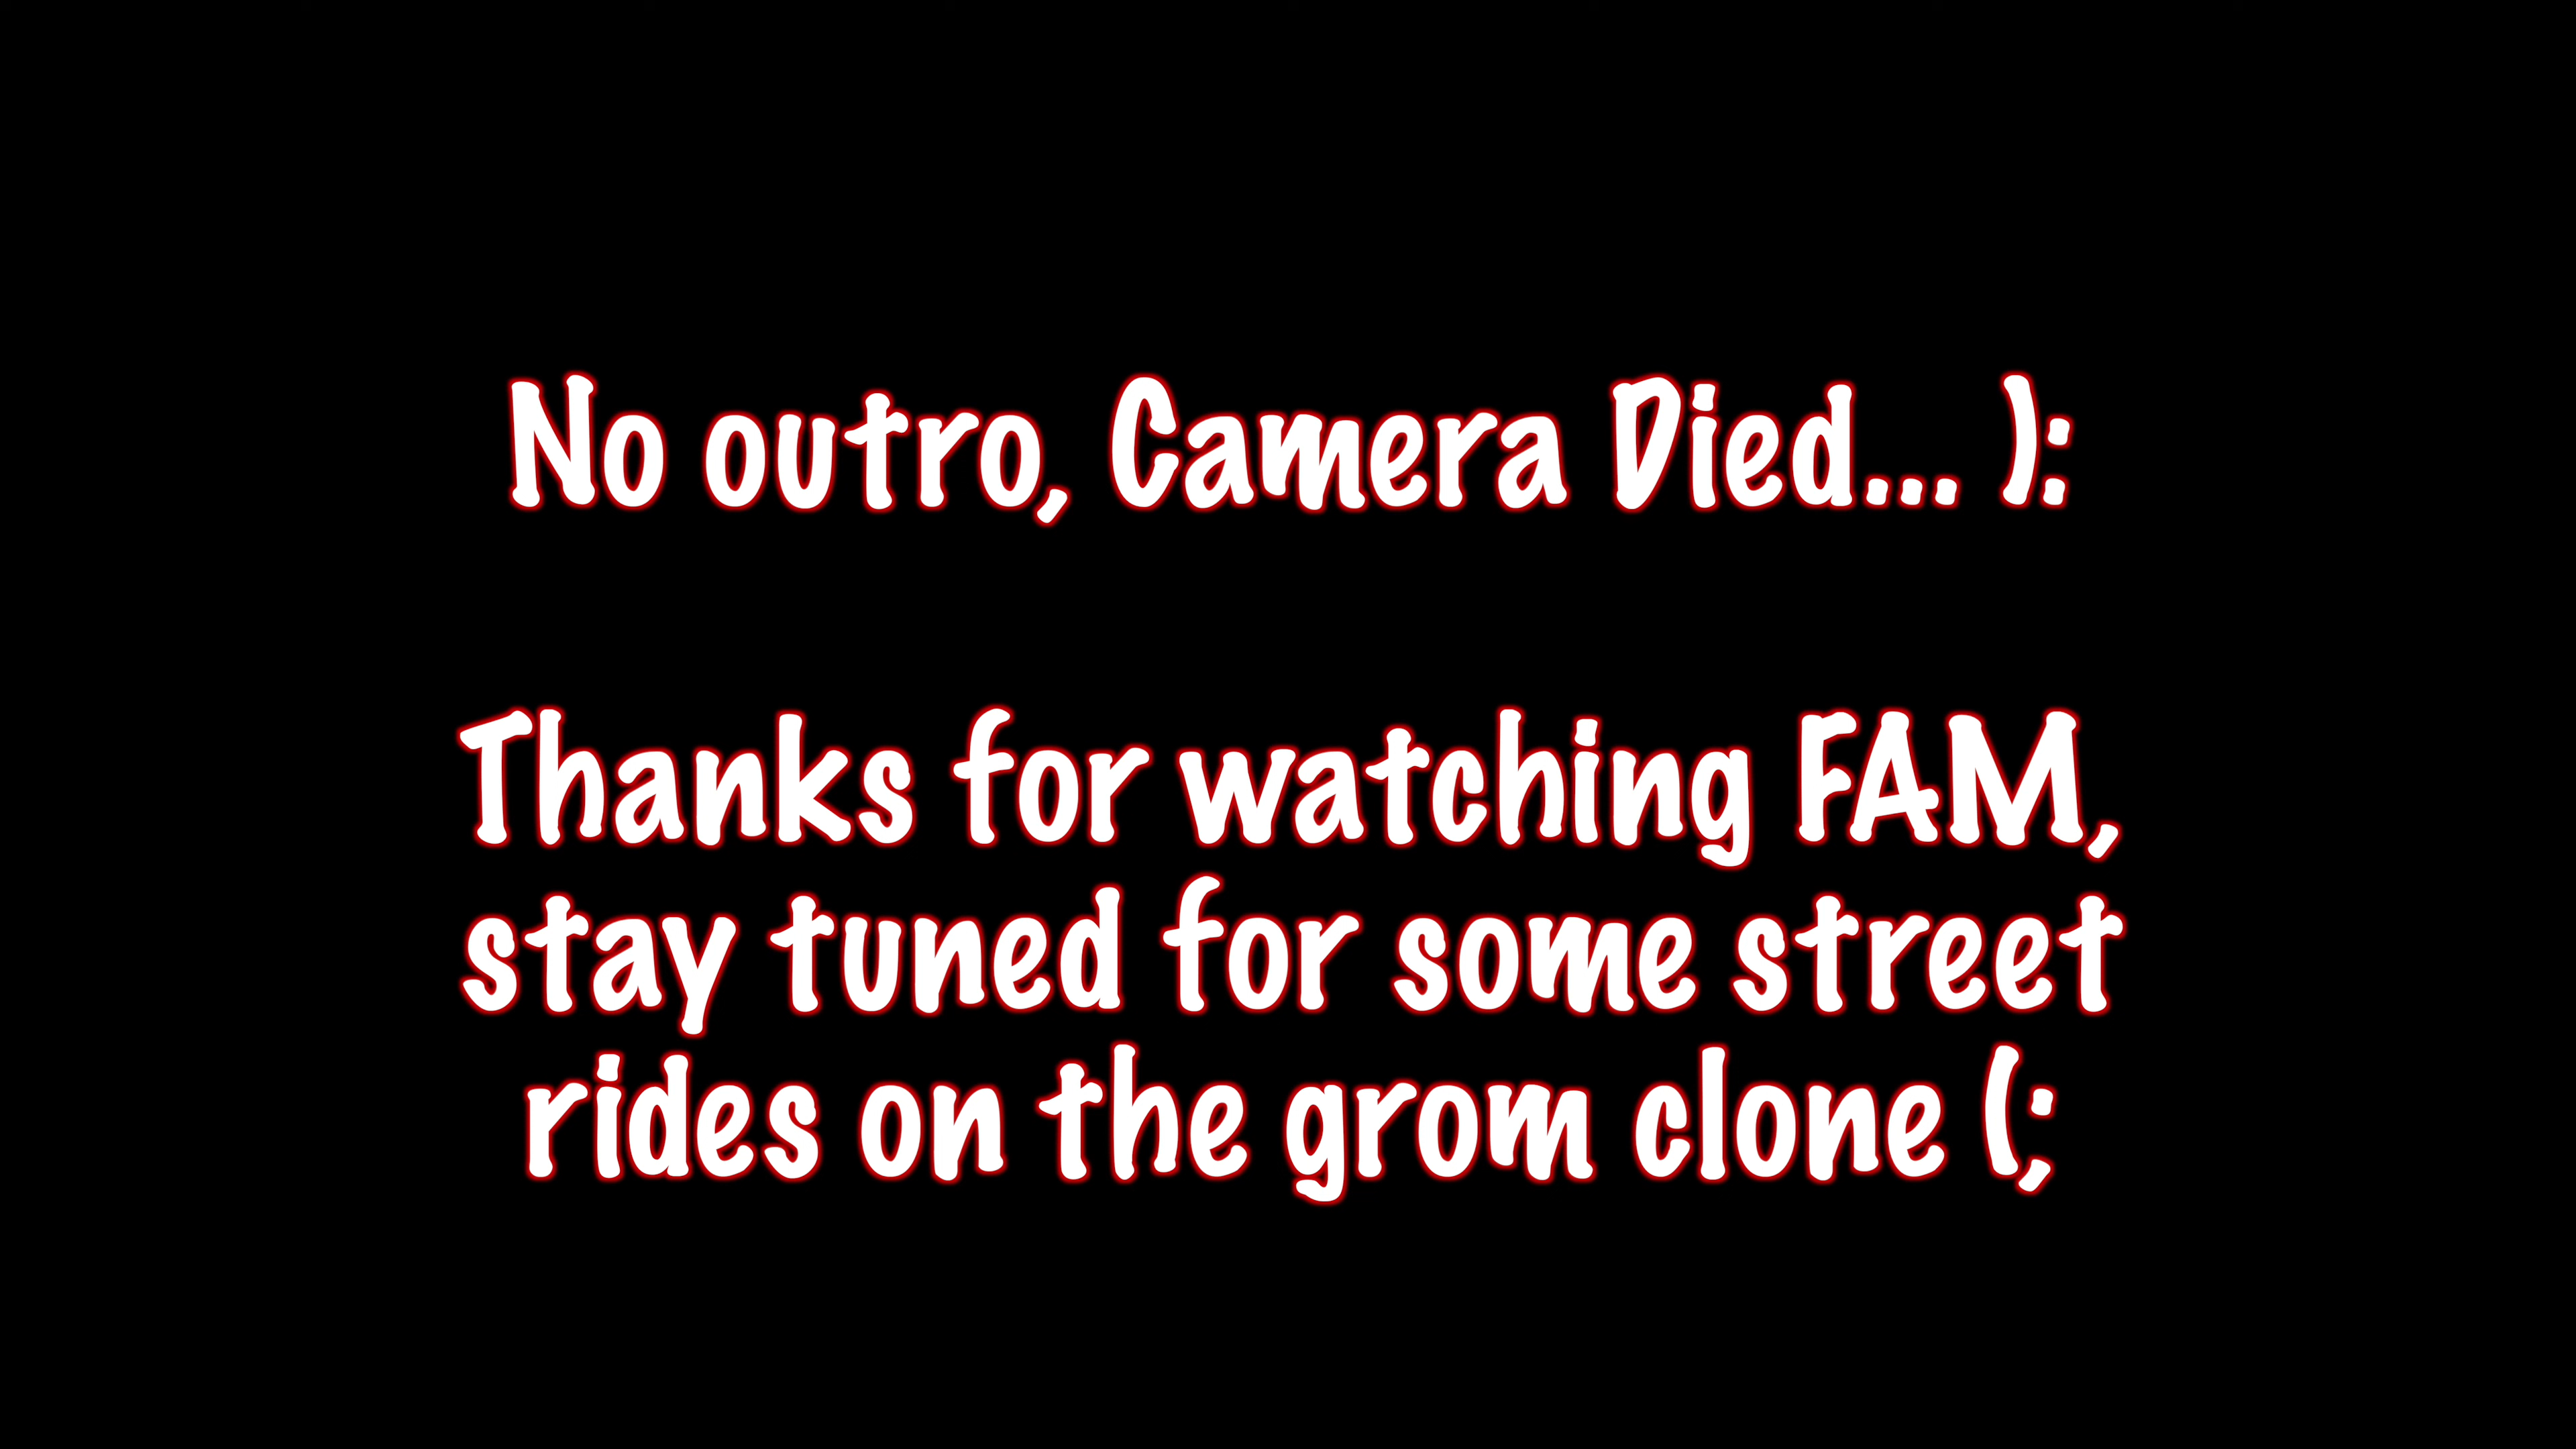 No outro, Camera Died... ):
Thanks for watching FAM,
stay tuned for some street
rides on the grom clone (;